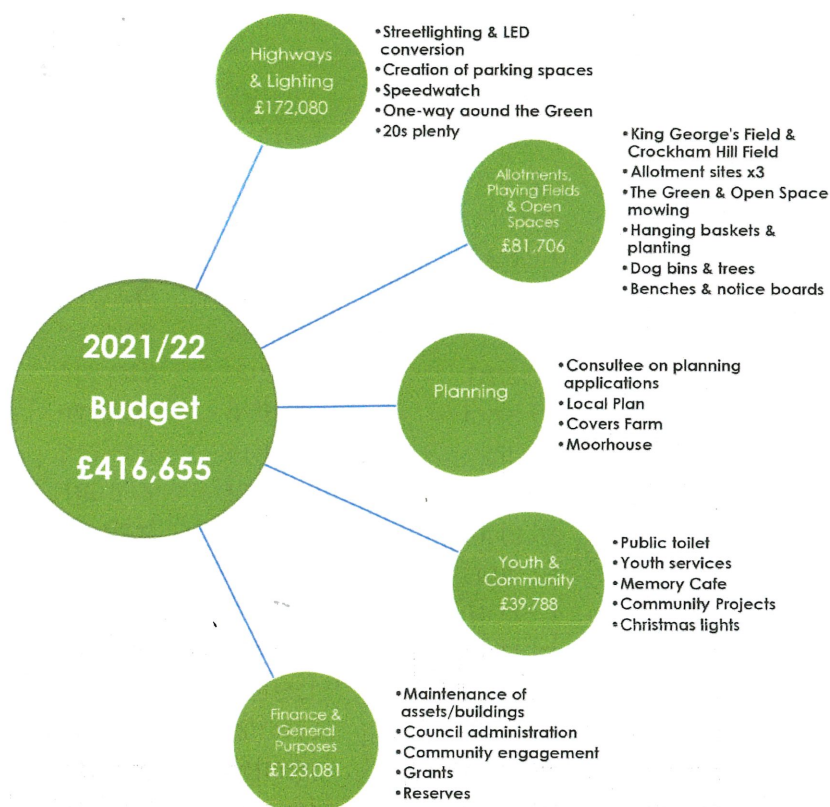 Highways
& Lighting
£172,080
•Streetlighting & LED
conversion
•Creation of parking spaces
•Speedwatch
•One-way aound the Green
•20s plenty
Allotments,
Playing Fields
& Open
Spaces
£81,706
•King George's Field &
Crockham Hill Field
•Allotment sites x3
•The Green & Open Space
mowing
•Hanging baskets &
planting
•Dog bins & trees
•Benches & notice boards
2021/22
Budget
£416,655
Planning
•Consultee on planning
applications
•Local Plan
•Covers Farm
•Moorhouse
Youth &
Community
£39,788
•Public toilet
•Youth services
•Memory Cafe
•Community Projects
•Christmas lights
Finance &
General
Purposes
£123,081
•Maintenance of
assets/buildings
•Council administration
•Community engagement
•Grants
•Reserves